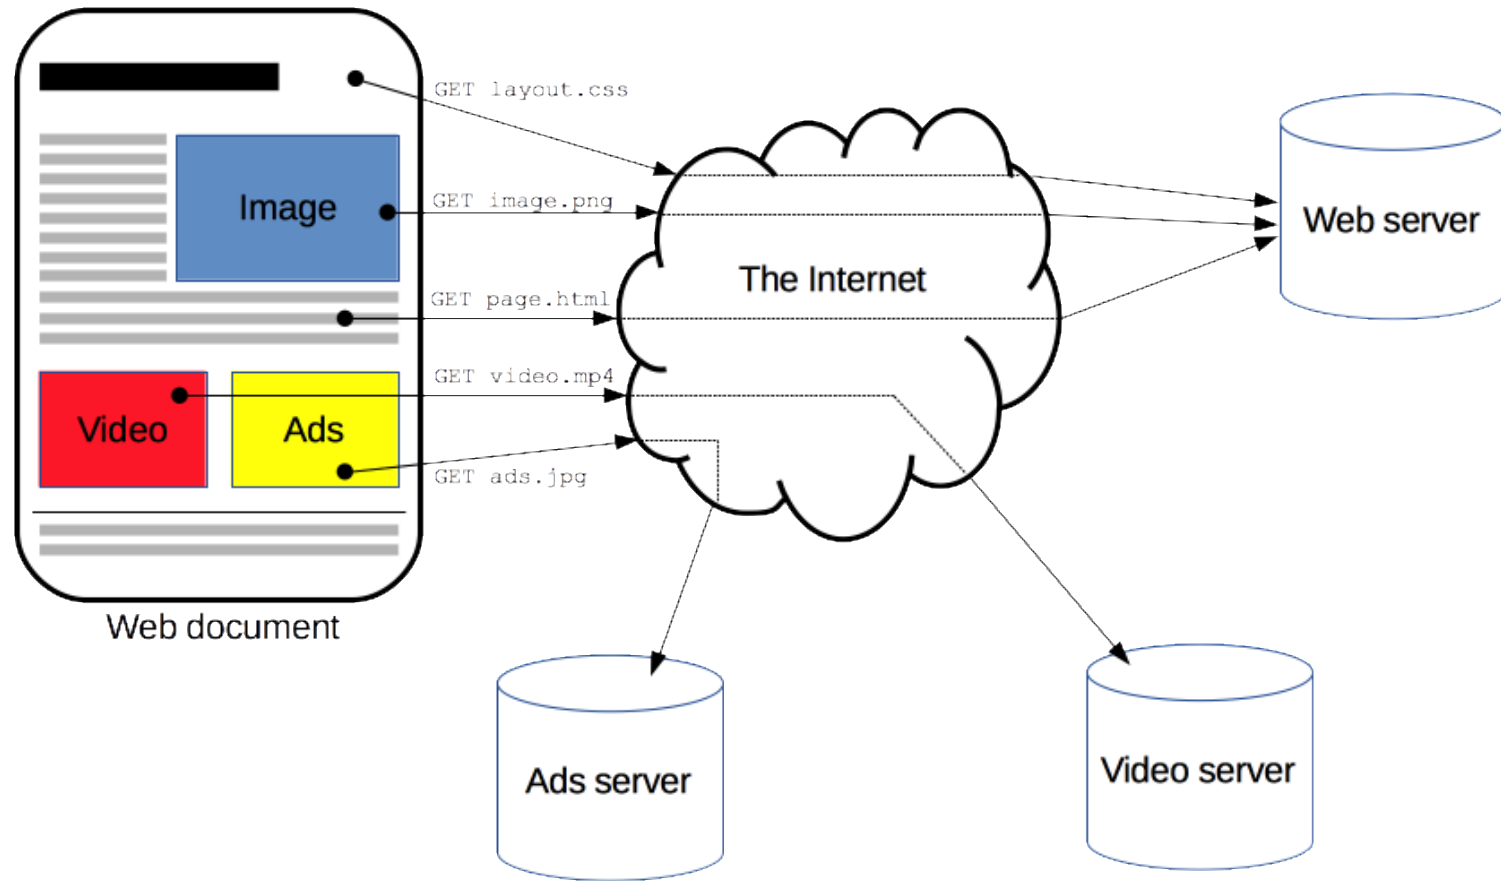 GET layout.css
Image
GET image.png
Web server
The Internet
GET page.html
GET video.mp4
Video
Ads
GET ads.jpg
Web document
Ads server
Video server